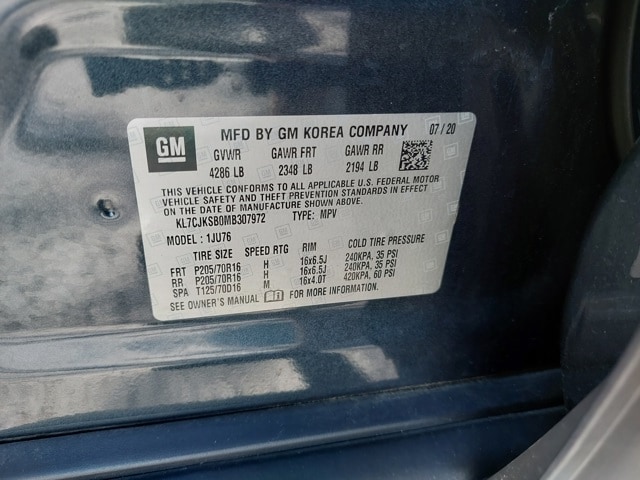 GM
MFD BY GM KOREA COMPANY 07/20
GVWR GAWR FRT GAWR RR
4286 LB 2348 LB 2194 LB
THIS VEHICLE CONFORMS TO ALL APPLICABLE U.S. FEDERAL MOTOR
VEHICLE SAFETY AND THEFT PREVENTION STANDARDS IN EFFECT
ON THE DATE OF MANUFACTURE SHOWN ABOVE.
KL7CJKSB0MB307972 TYPE: MPV
MODEL: 1JU76
TIRE SIZE SPEED RTG RIM COLD TIRE PRESSURE
FRT P205/70R16 H 16x6.5J 240KPA, 35 PSI
RR P205/70R16 H 16x6.5J 240KPA, 35 PSI
SPA T125/70D16 M 16x4.0T 420KPA, 60 PSI
SEE OWNER'S MANUAL FOR MORE INFORMATION.